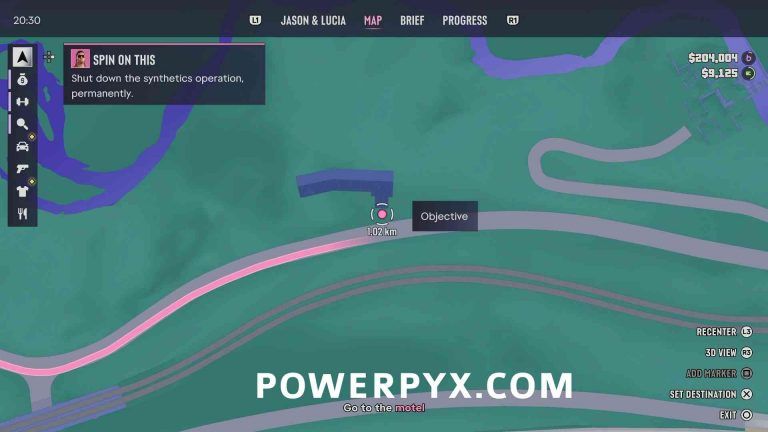 20:30
L1 JASON & LUCIA MAP BRIEF PROGRESS R1
SPIN ON THIS
Shut down the synthetics operation,
permanently.
$204,004
$9,125
Objective
1.02 km
RECENTER L3
3D VIEW R3
ADD MARKER
SET DESTINATION
EXIT
POWERPYX.COM
Go to the motel